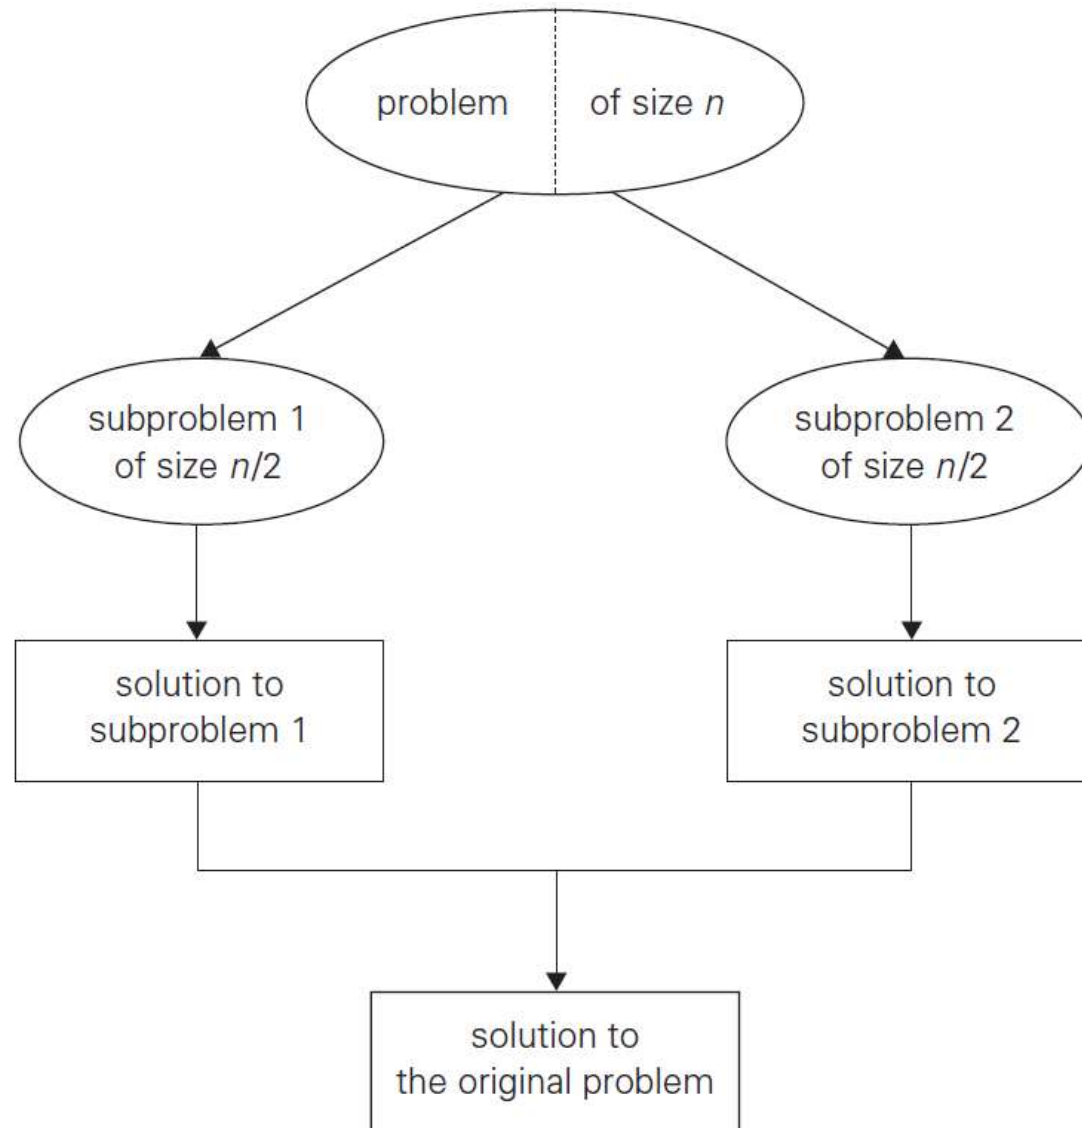 problem of size n
subproblem 1
of size n/2
subproblem 2
of size n/2
solution to
subproblem 1
solution to
subproblem 2
solution to
the original problem